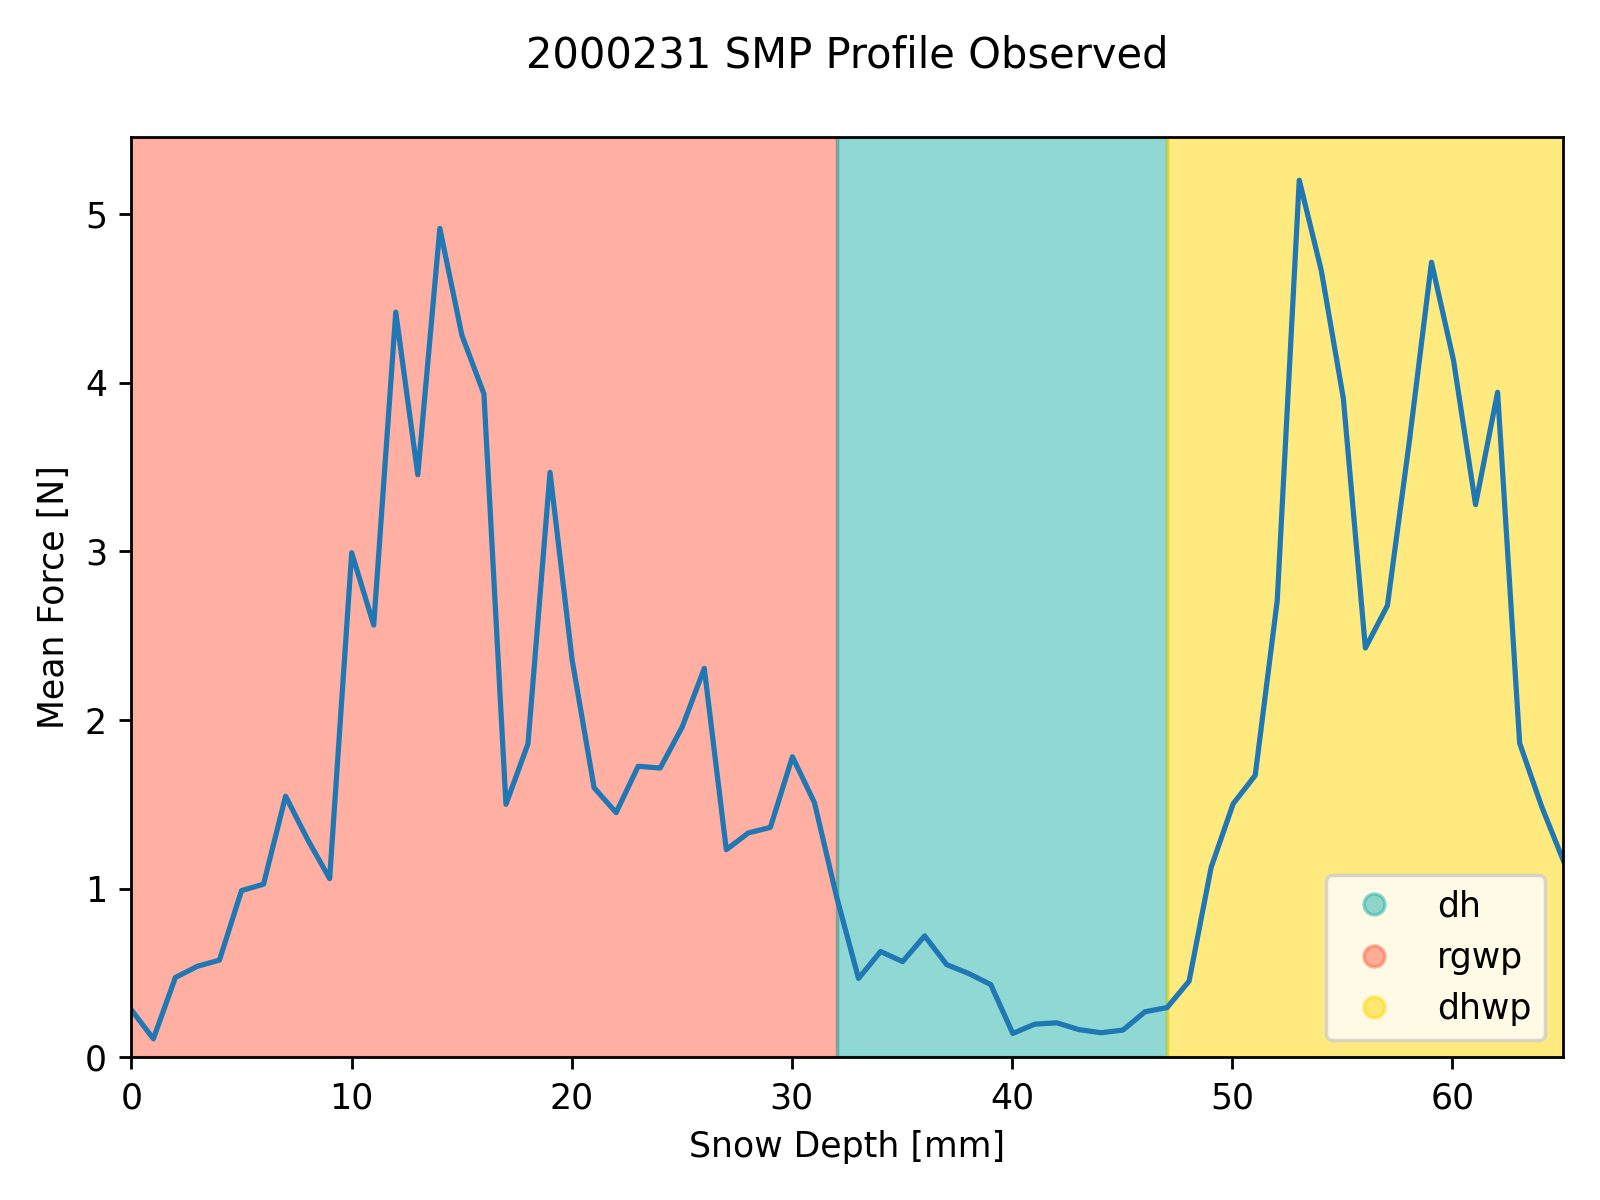 2000231 SMP Profile Observed
5
4
3
2
1
0
Mean Force [N]
0 10 20 30 40 50 60
Snow Depth [mm]
dh
rgwp
dhwp